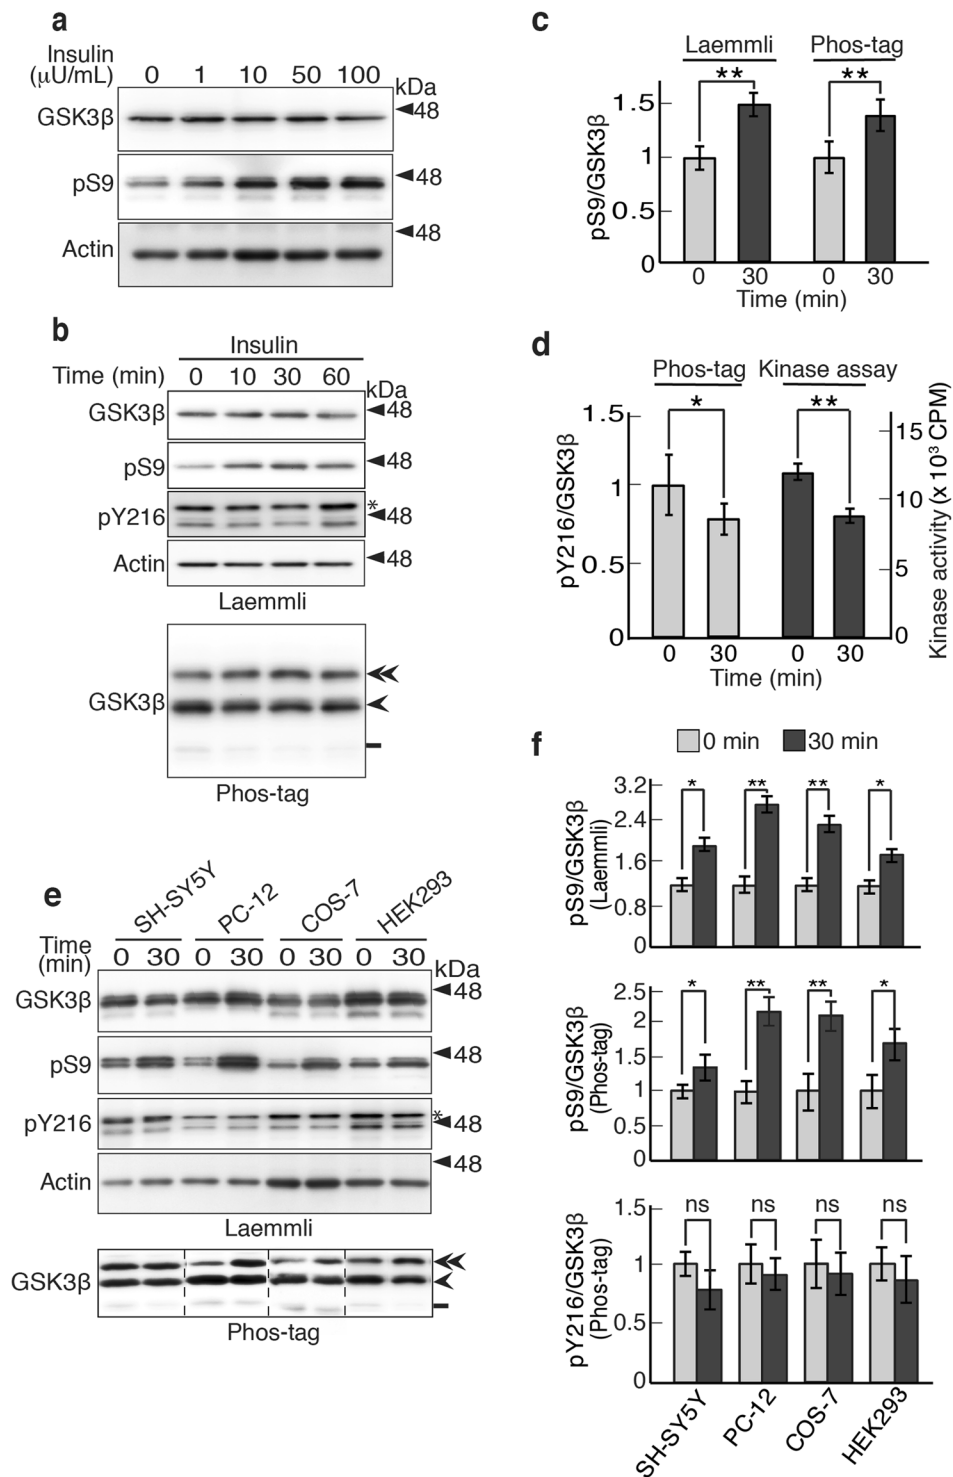 a
Insulin
(μU/mL) 0 1 10 50 100
kDa
GSK3β 48
pS9 48
48
Actin
b
Insulin
Time (min) 0 10 30 60
kDa
GSK3β 48
pS9 48
*
pY216 48
Actin 48
Laemmli
GSK3β
Phos-tag
c
Laemmli Phos-tag
** **
pS9/GSK3β
1.5
1
0.5
0
0 30 0 30
Time (min)
d
Phos-tag Kinase assay
* **
pY216/GSK3β
1.5
1
0.5
15
10
5
0
Kinase activity (x 10³ CPM)
0 30 0 30
Time (min)
e
SH-SY5Y PC-12 COS-7 HEK293
Time
(min) 0 30 0 30 0 30 0 30
kDa
GSK3β 48
pS9 48
*
pY216 48
48
Actin
Laemmli
GSK3β
Phos-tag
f
0 min 30 min
pS9/GSK3β
(Laemmli)
3.2
2.4
1.6
0.8
0
* ** ** *
pS9/GSK3β
(Phos-tag)
2.5
2
1.5
1
0.5
0
* ** ** *
pY216/GSK3β
(Phos-tag)
1.5
1
0.5
0
ns ns ns ns
SH-SY5Y PC-12 COS-7 HEK293